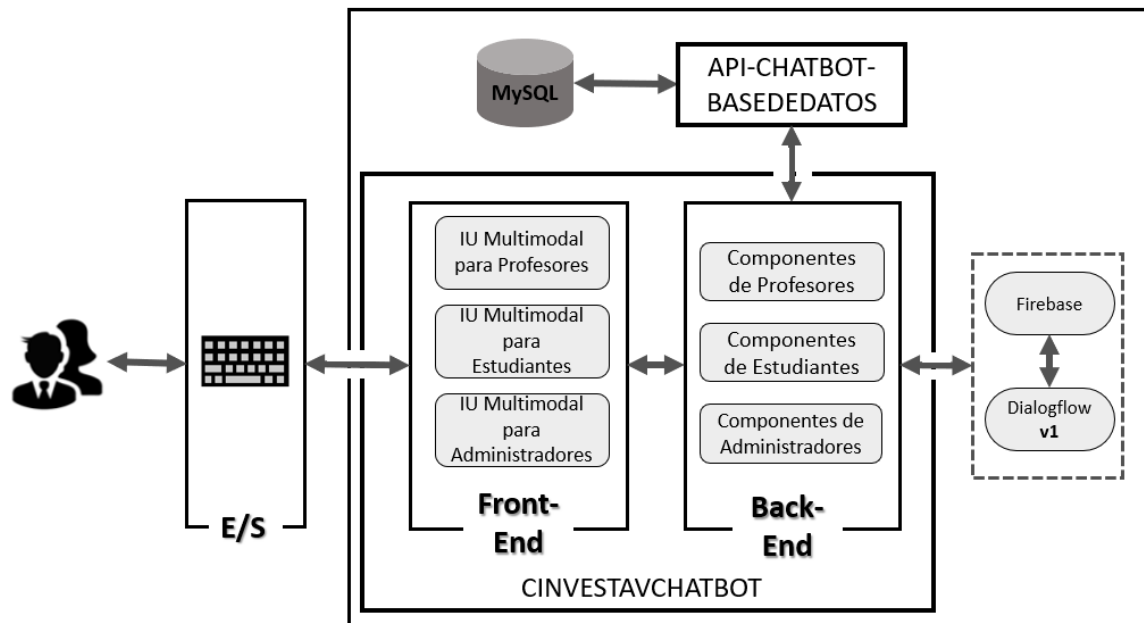 MySQL
API-CHATBOT-
BASEDEDATOS
IU Multimodal
para Profesores
IU Multimodal
para
Estudiantes
IU Multimodal
para
Administradores
Front-
End
Componentes
de Profesores
Componentes
de Estudiantes
Componentes de
Administradores
Back-
End
Firebase
Dialogflow
v1
E/S
CINVESTAVCHATBOT